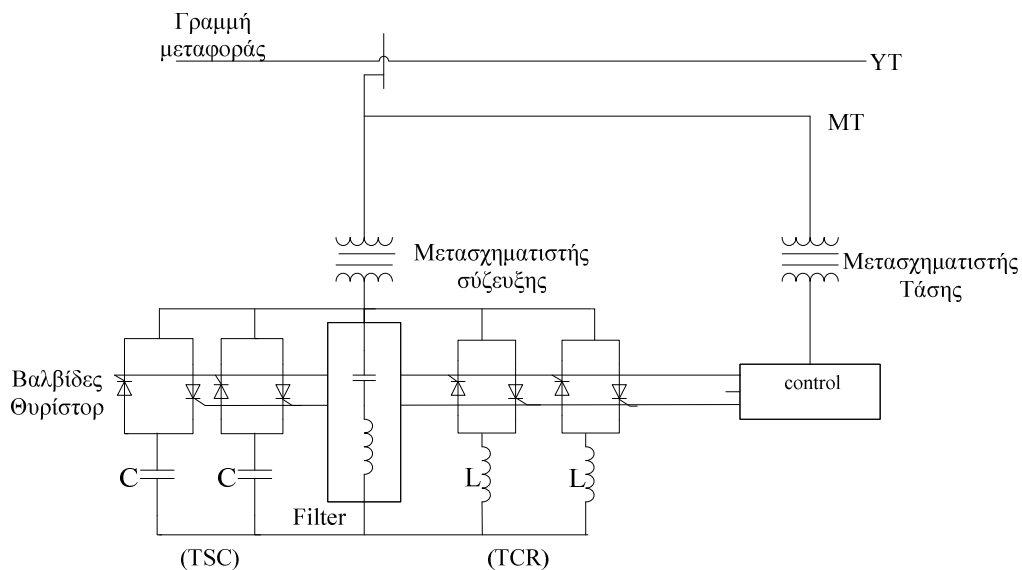 Γραμμή
μεταφοράς
ΥΤ
ΜΤ
Μετασχηματιστής
σύζευξης
Μετασχηματιστής
Τάσης
Βαλβίδες
Θυρίστορ
control
C
C
L
L
Filter
(TSC)
(TCR)